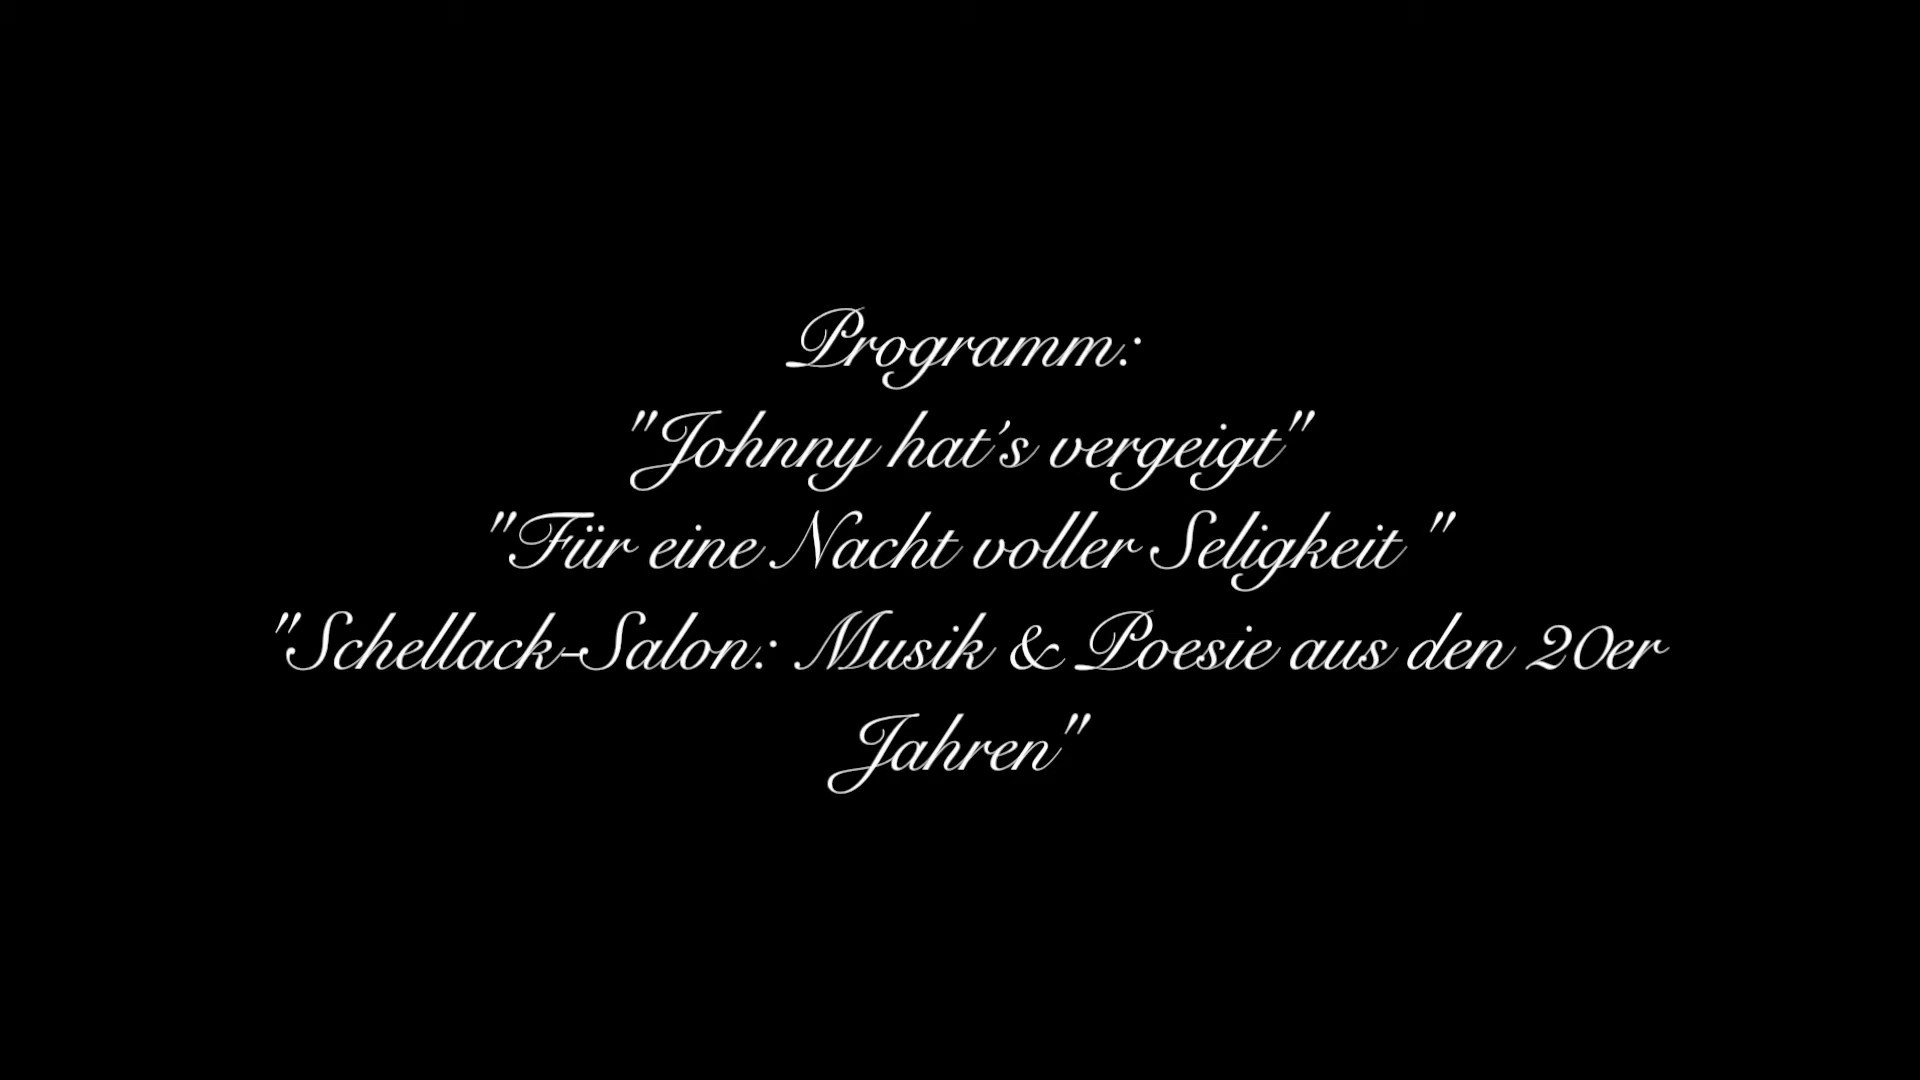 Programm:
"Johnny hat's vergeigt"
"Für eine Nacht voller Seligkeit "
"Schellack-Salon: Musik & Poesie aus den 20er
Jahren"